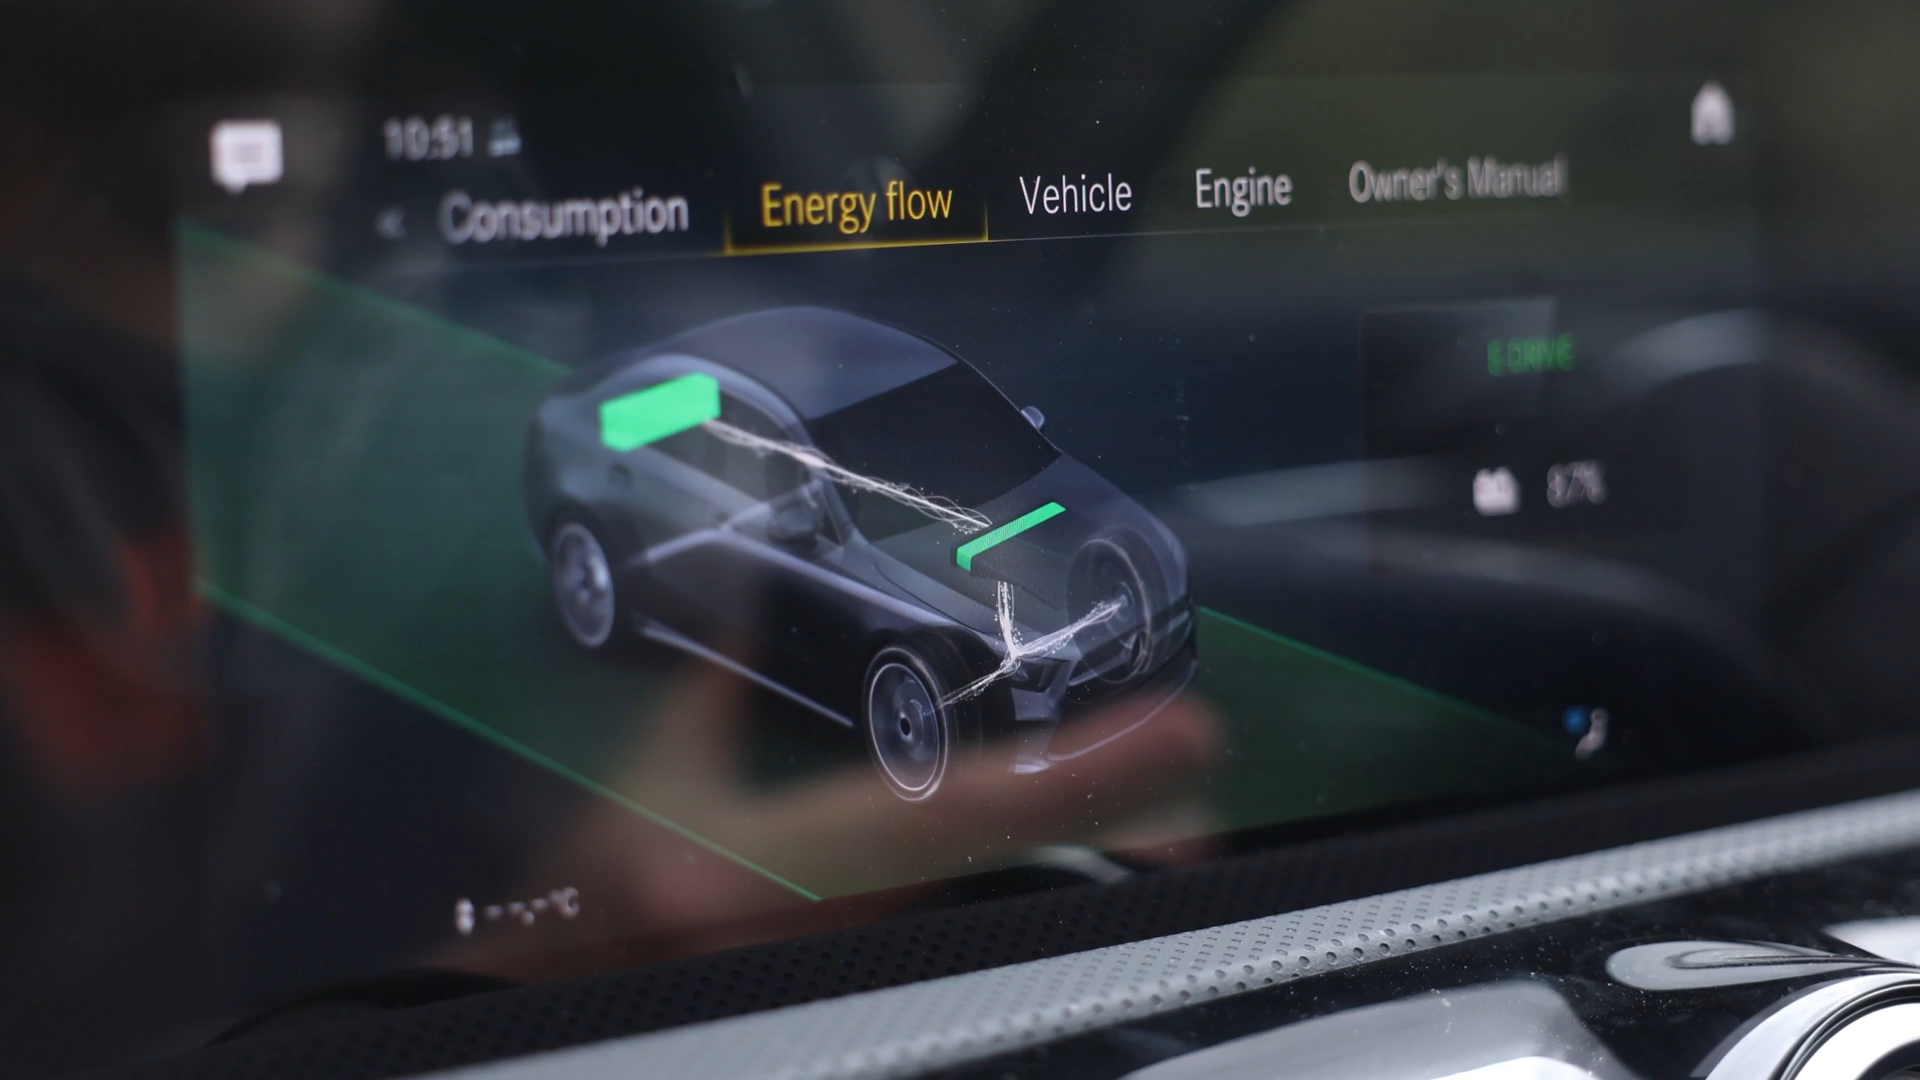 10:51
Consumption Energy flow Vehicle Engine Owner's Manual
E DRIVE
97%
--,-°C